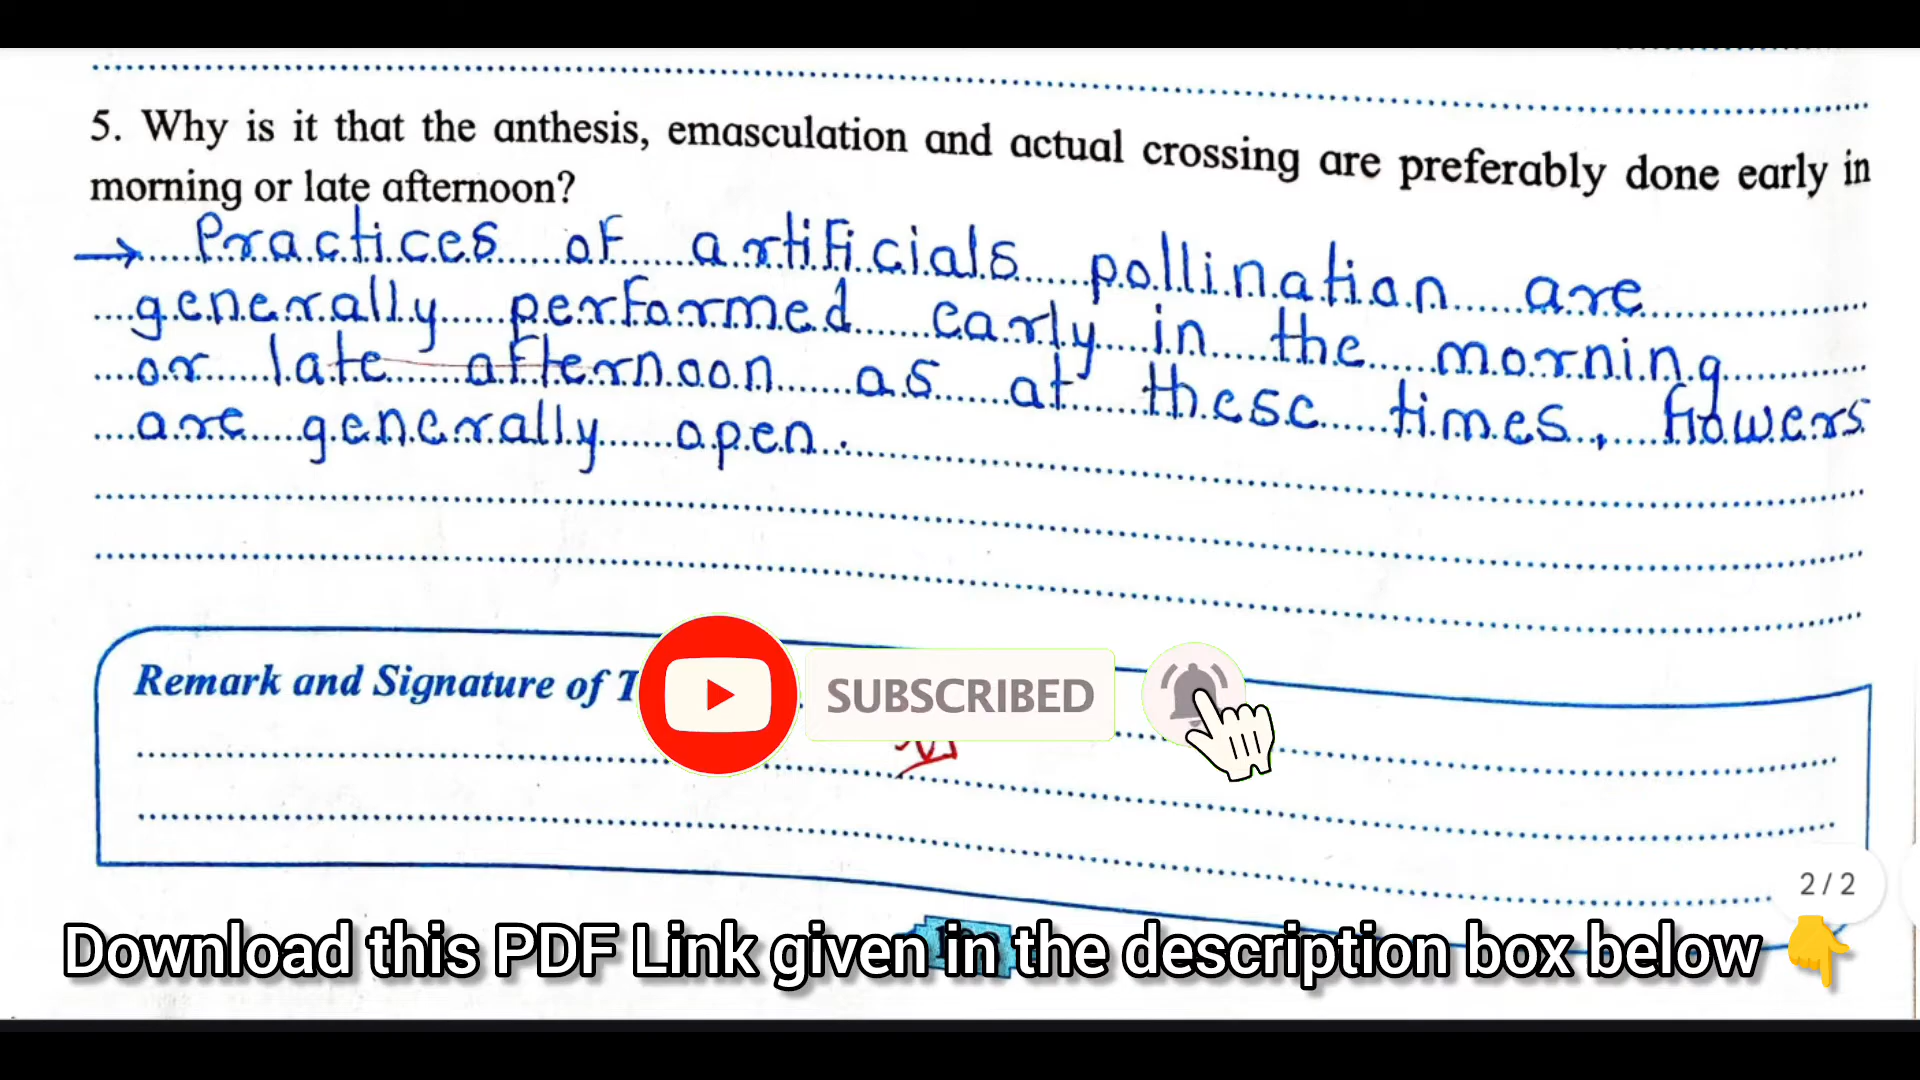 5. Why is it that the anthesis, emasculation and actual crossing are preferably done early in
morning or late afternoon?
→ Practices of artificials pollination are
generally performed early in the morning
or late afternoon as at these times, flowers
are generally open.
Remark and Signature of T
SUBSCRIBED
2 / 2
Download this PDF Link given in the description box below